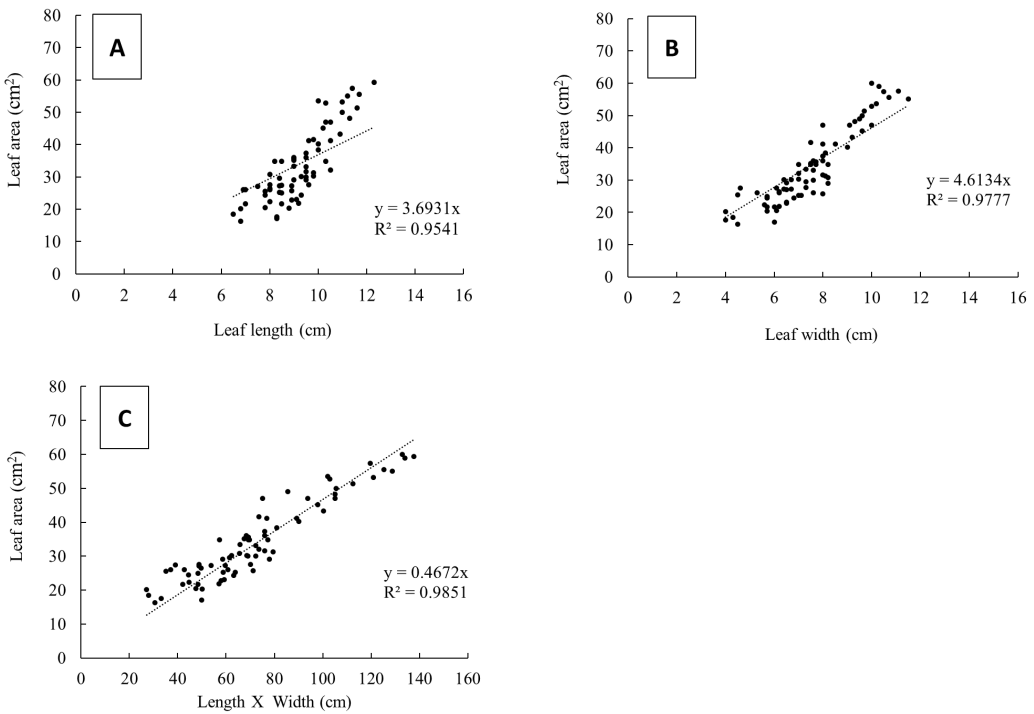 A
Leaf area (cm²)
80
70
60
50
40
30
20
10
0
0 2 4 6 8 10 12 14 16
Leaf length (cm)
y = 3.6931x
R² = 0.9541
B
Leaf area (cm²)
80
70
60
50
40
30
20
10
0
0 2 4 6 8 10 12 14 16
Leaf width (cm)
y = 4.6134x
R² = 0.9777
C
Leaf area (cm²)
80
70
60
50
40
30
20
10
0
0 20 40 60 80 100 120 140 160
Length X Width (cm)
y = 0.4672x
R² = 0.9851